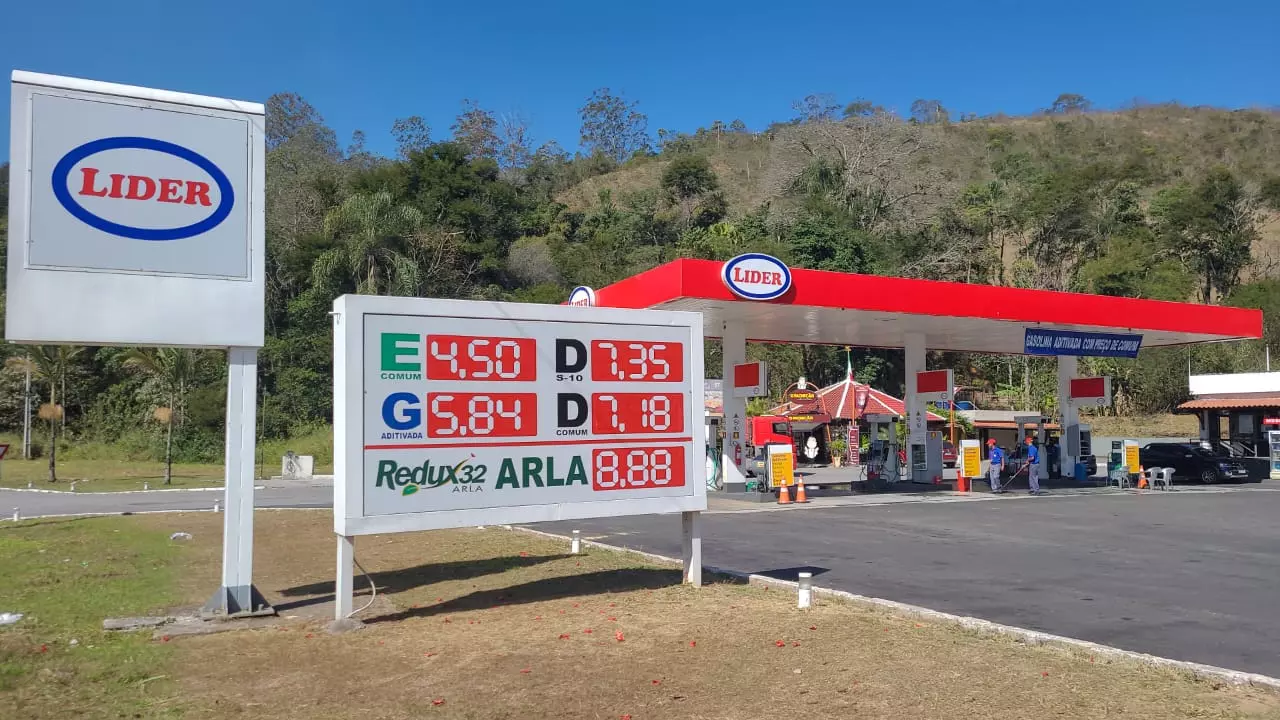 LIDER
E 4,50
COMUM
D 7,35
S-10
G 5,84
ADITIVADA
D 7,18
COMUM
Redux32 ARLA 8,88
ARLA
LIDER
GASOLINA ADITIVADA COM PREÇO DE COMUM